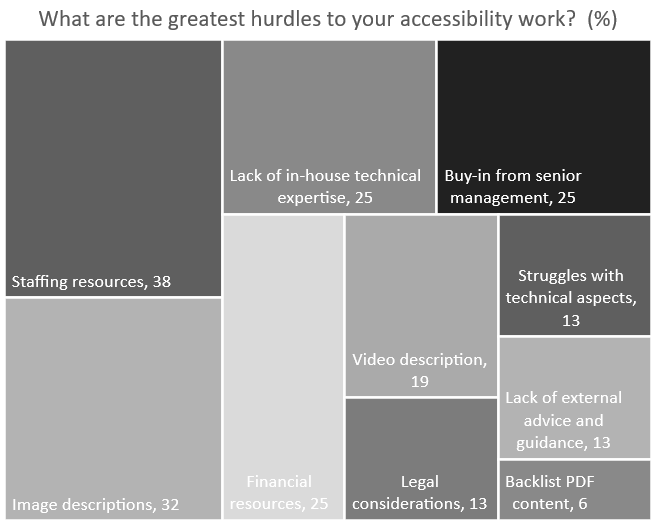 What are the greatest hurdles to your accessibility work? (%)
Staffing resources, 38
Image descriptions, 32
Lack of in-house technical
expertise, 25
Buy-in from senior
management, 25
Financial
resources, 25
Video description,
19
Legal
considerations, 13
Struggles with
technical aspects,
13
Lack of external
advice and
guidance, 13
Backlist PDF
content, 6